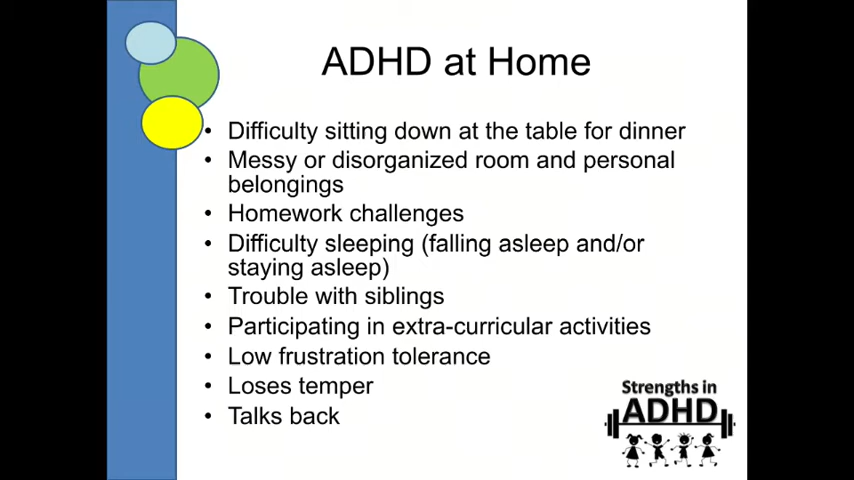 ADHD at Home
• Difficulty sitting down at the table for dinner
• Messy or disorganized room and personal
belongings
• Homework challenges
• Difficulty sleeping (falling asleep and/or
staying asleep)
• Trouble with siblings
• Participating in extra-curricular activities
• Low frustration tolerance
• Loses temper
• Talks back
Strengths in
ADHD